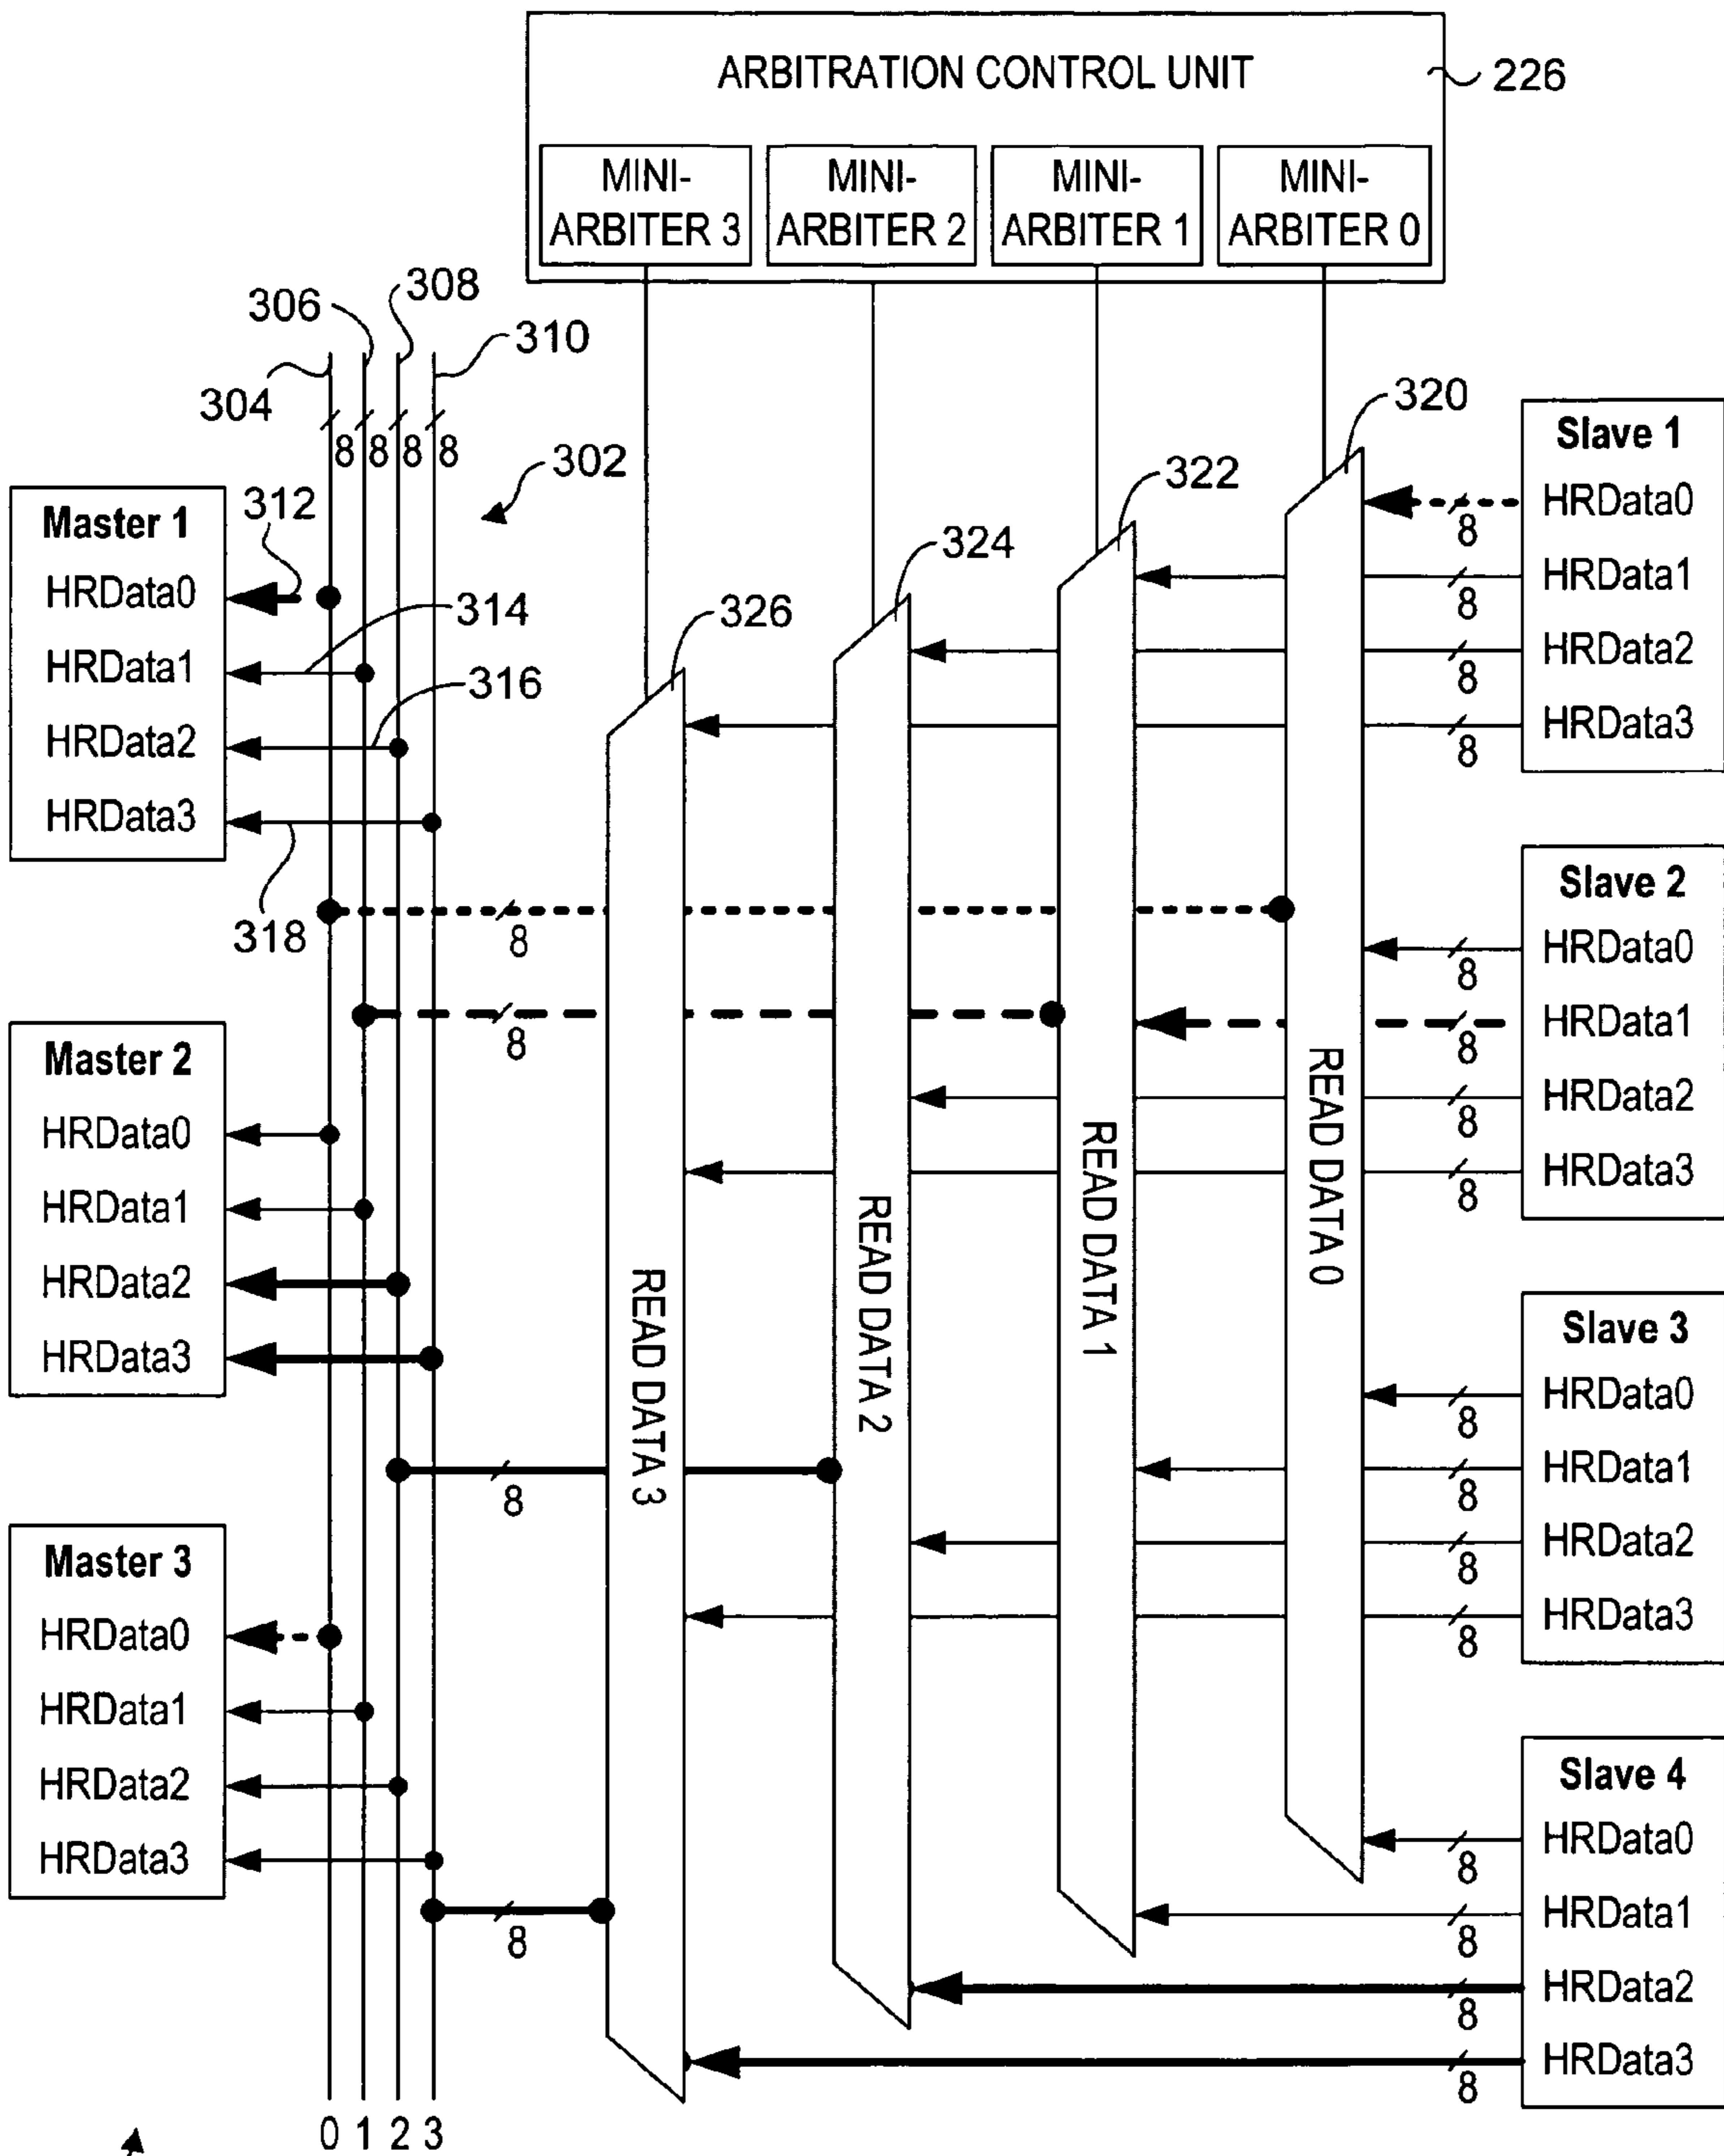 ARBITRATION CONTROL UNIT
226
MINI-
ARBITER 3
MINI-
ARBITER 2
MINI-
ARBITER 1
MINI-
ARBITER 0
306
308
310
304
8
8
8
8
302
320
322
324
326
Master 1
312
HRData0
314
HRData1
316
HRData2
HRData3
318
Slave 1
HRData0
8
HRData1
8
HRData2
8
HRData3
8
8
8
Slave 2
HRData0
8
HRData1
8
HRData2
8
HRData3
8
Master 2
HRData0
HRData1
HRData2
HRData3
READ DATA 3
READ DATA 2
READ DATA 1
READ DATA 0
8
Slave 3
HRData0
8
HRData1
8
HRData2
8
HRData3
8
Master 3
HRData0
HRData1
HRData2
HRData3
8
Slave 4
HRData0
8
HRData1
8
HRData2
8
HRData3
8
0 1 2 3